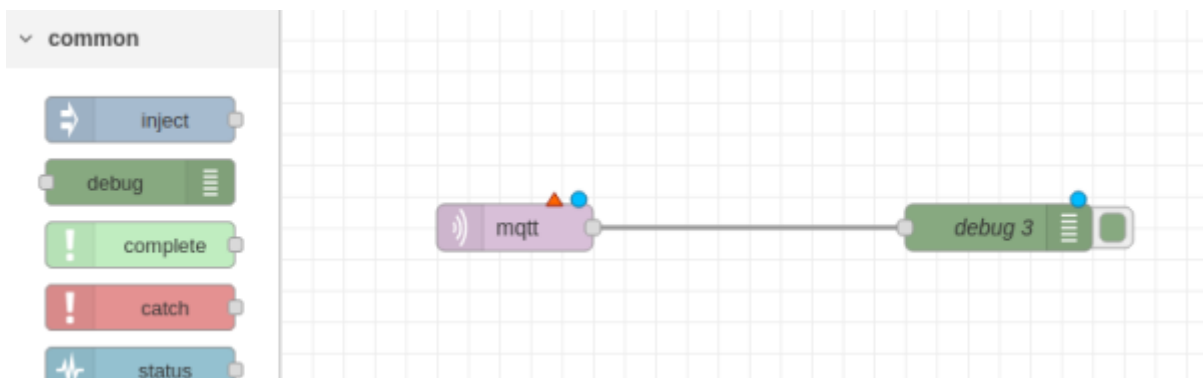 common
inject
debug
complete
catch
status
mqtt
debug 3